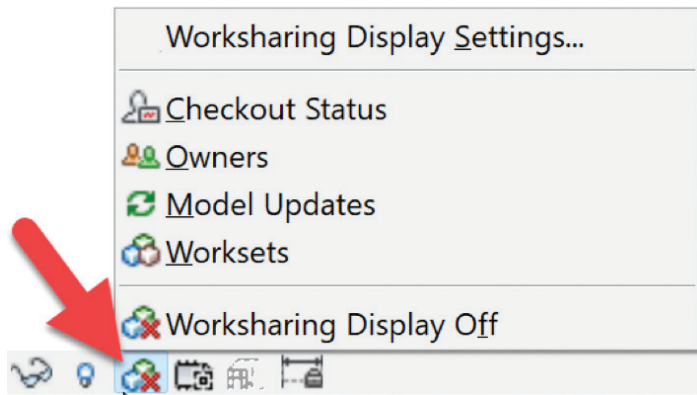 Worksharing Display Settings...
Checkout Status
Owners
Model Updates
Worksets
Worksharing Display Off